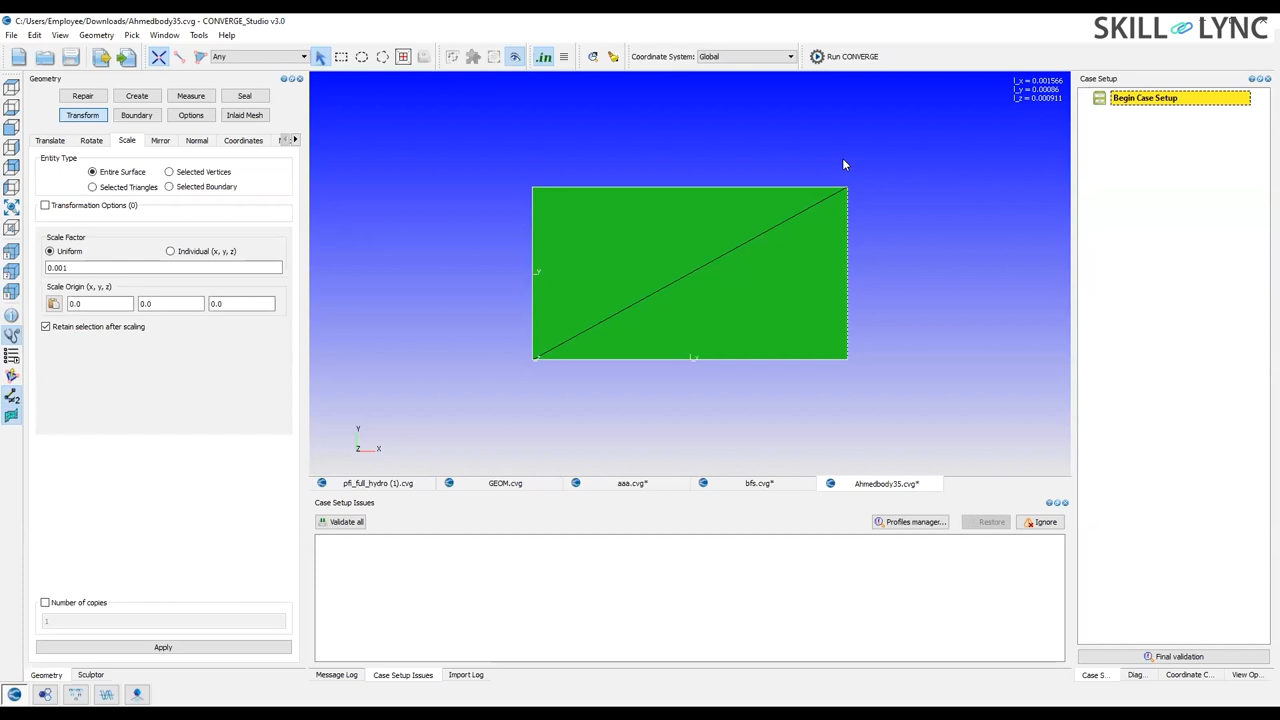 C:/Users/Employee/Downloads/Ahmedbody35.cvg - CONVERGE_Studio v3.0
SKILL LYNC
File Edit View Geometry Pick Window Tools Help
Any
.in
Coordinate System: Global
Run CONVERGE
Geometry
Repair Create Measure Seal
Transform Boundary Options Inlaid Mesh
Translate Rotate Scale Mirror Normal Coordinates
Entity Type
Entire Surface Selected Vertices
Selected Triangles Selected Boundary
Transformation Options (0)
Scale Factor
Uniform Individual (x, y, z)
0.001
Scale Origin (x, y, z)
0.0 0.0 0.0
Retain selection after scaling
Number of copies
1
Apply
Geometry Sculptor
l_x = 0.001566
l_y = 0.00086
l_z = 0.000911
_y
l_x
Y
Z X
pfi_full_hydro (1).cvg GEOM.cvg aaa.cvg* bfs.cvg* Ahmedbody35.cvg*
Case Setup Issues
Validate all Profiles manager... Restore Ignore
Message Log Case Setup Issues Import Log
Case Setup
Begin Case Setup
Final validation
Case S... Diag... Coordinate C... View Op...